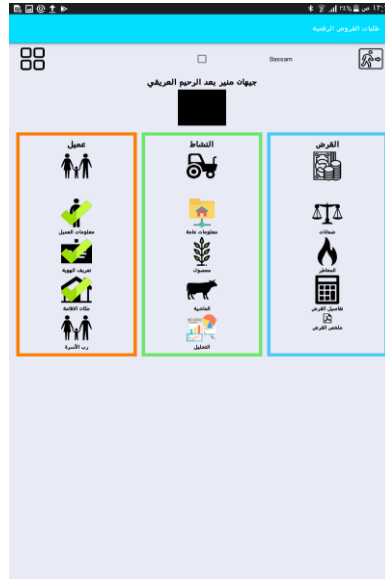 طلبات القروض الرقمية
Bassam
جيهان منير بعد الرحيم العريقي
القرض
النشاط
عميل
ضمانات
معلومات عامة
معلومات العميل
المخاطر
محصول
تعريف الهوية
تفاصيل القرض
الماشية
مكان الاقامة
ملخص القرض
التحليل
رب الأسرة